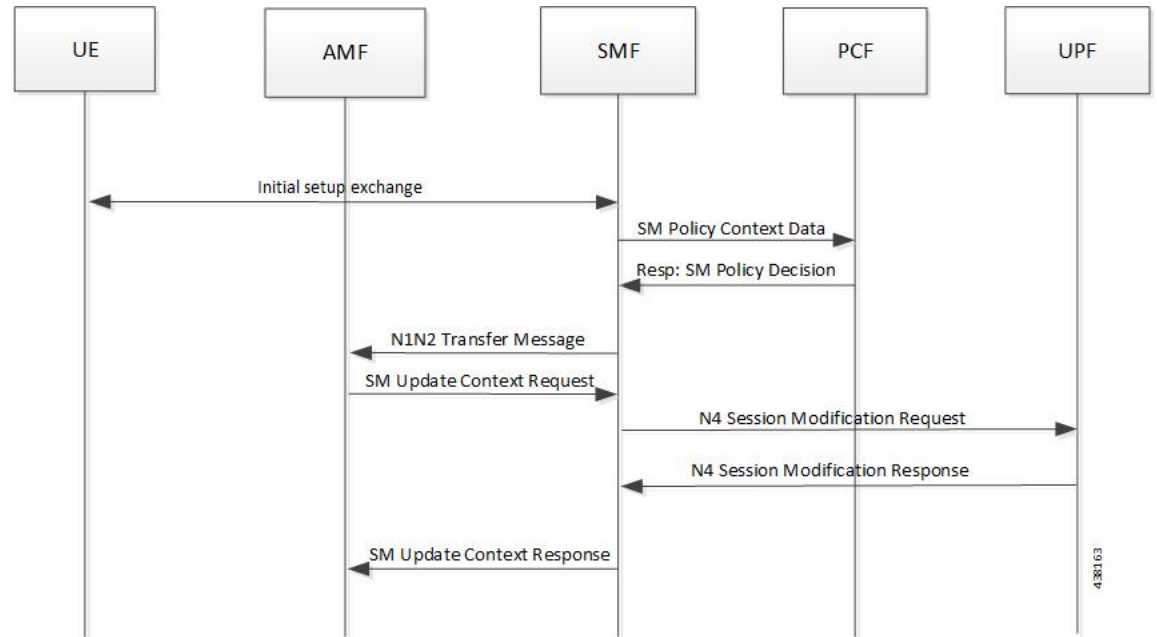 UE
AMF
SMF
PCF
UPF
Initial setup exchange
SM Policy Context Data
Resp: SM Policy Decision
N1N2 Transfer Message
SM Update Context Request
N4 Session Modification Request
N4 Session Modification Response
SM Update Context Response
438163